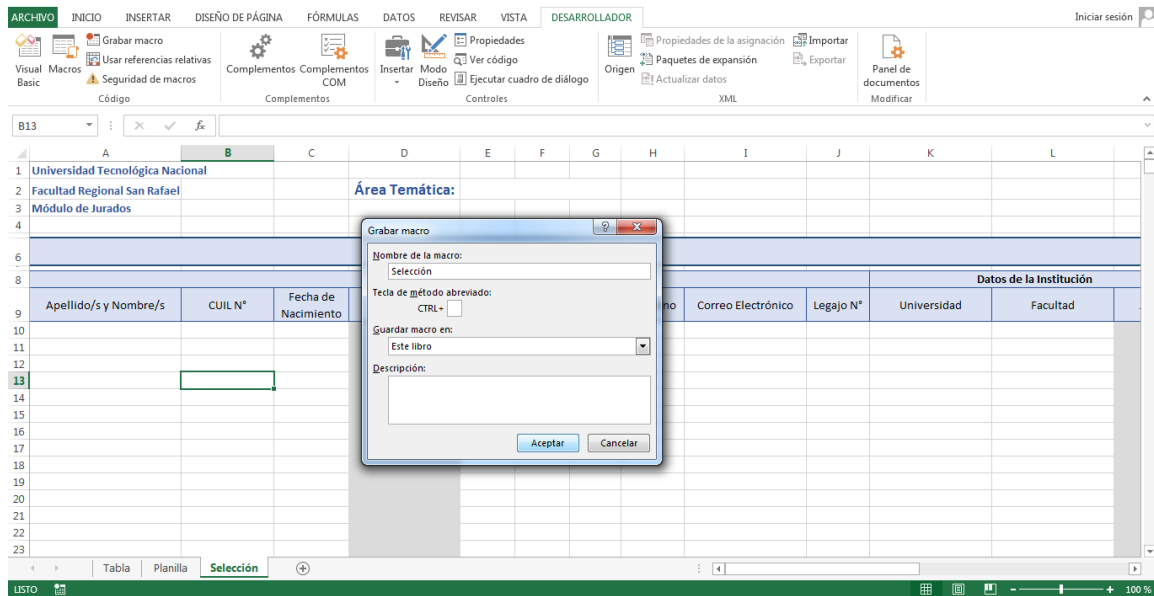 ARCHIVO INICIO INSERTAR DISEÑO DE PÁGINA FÓRMULAS DATOS REVISAR VISTA DESARROLLADOR Iniciar sesión
Visual Basic
Macros
Grabar macro
Usar referencias relativas
Seguridad de macros
Código
Complementos
Complementos COM
Complementos
Insertar
Modo Diseño
Propiedades
Ver código
Ejecutar cuadro de diálogo
Controles
Origen
Propiedades de la asignación
Paquetes de expansión
Actualizar datos
Importar
Exportar
XML
Panel de documentos
Modificar
B13 fx
A B C D E F G H I J K L
1 Universidad Tecnológica Nacional
2 Facultad Regional San Rafael Área Temática:
3 Módulo de Jurados
4
6
8 Datos de la Institución
9 Apellido/s y Nombre/s CUIL N° Fecha de Nacimiento no Correo Electrónico Legajo N° Universidad Facultad
10
11
12
13
14
15
16
17
18
19
20
21
22
23
Grabar macro ?
Nombre de la macro:
Selección
Tecla de método abreviado:
CTRL+
Guardar macro en:
Este libro
Descripción:
Aceptar Cancelar
Tabla Planilla Selección
LISTO 100 %